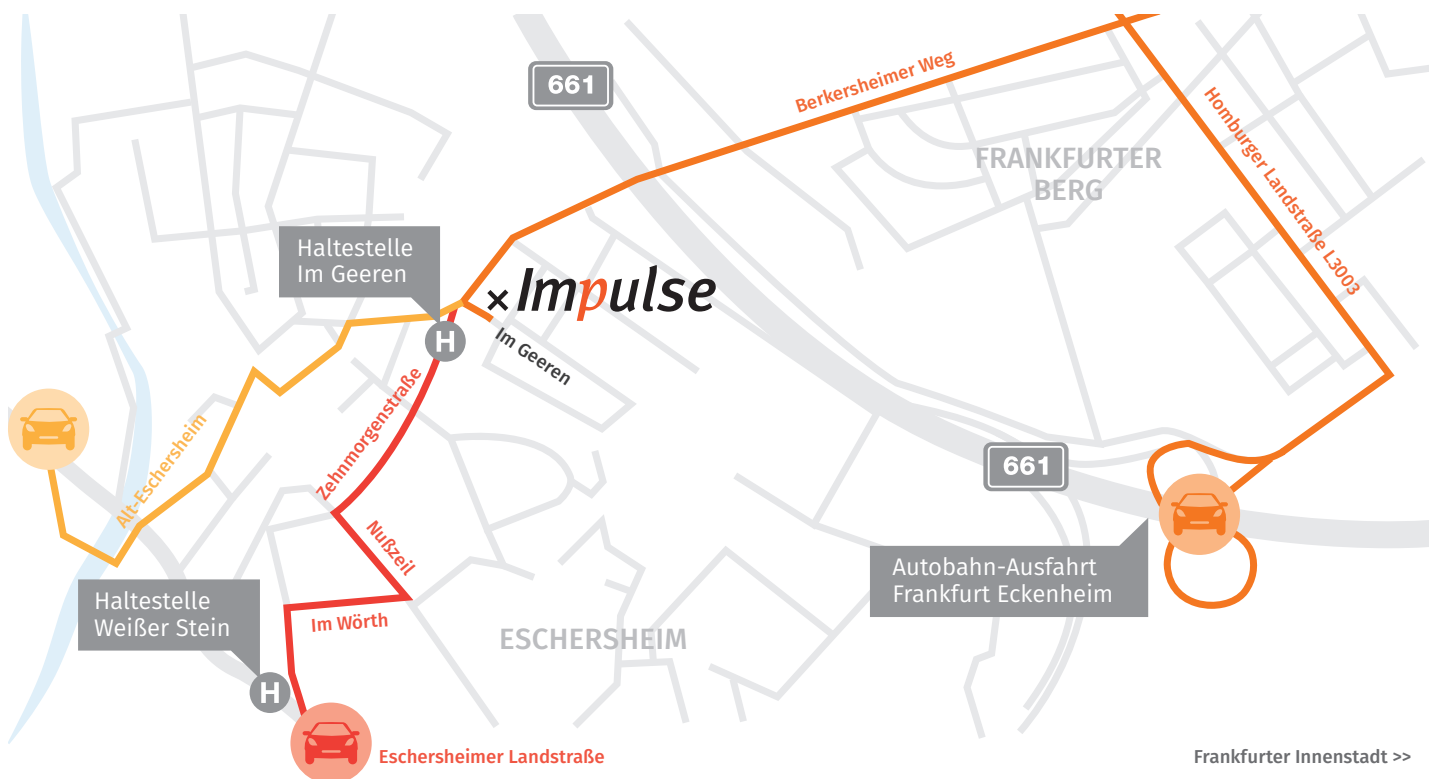 661
Berkersheimer Weg
Homburger Landstraße L3003
FRANKFURTER
BERG
Haltestelle
Im Geeren
Impulse
H
Im Geeren
Zehnmorgenstraße
Alt-Eschersheim
661
Nußzeil
Autobahn-Ausfahrt
Frankfurt Eckenheim
Haltestelle
Weißer Stein
Im Wörth
ESCHERSHEIM
H
Eschersheimer Landstraße
Frankfurter Innenstadt >>